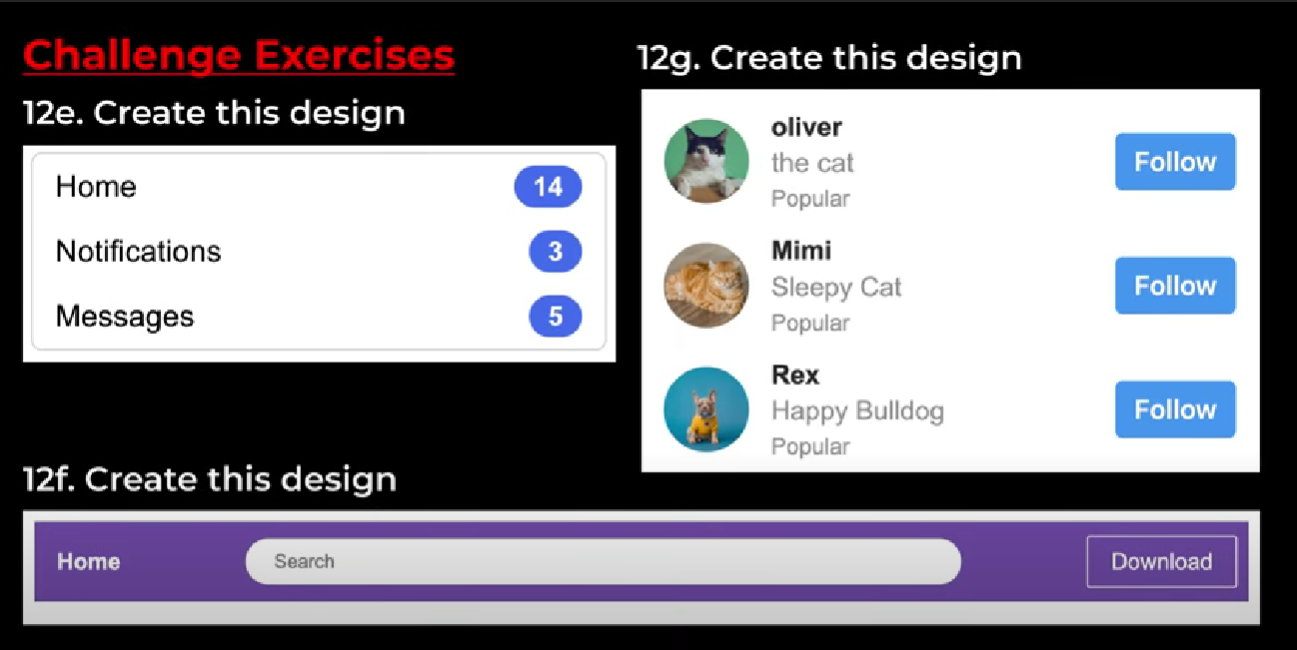 Challenge Exercises
12e. Create this design
Home 14
Notifications 3
Messages 5
12f. Create this design
Home Search Download
12g. Create this design
oliver
the cat
Popular
Follow
Mimi
Sleepy Cat
Popular
Follow
Rex
Happy Bulldog
Popular
Follow